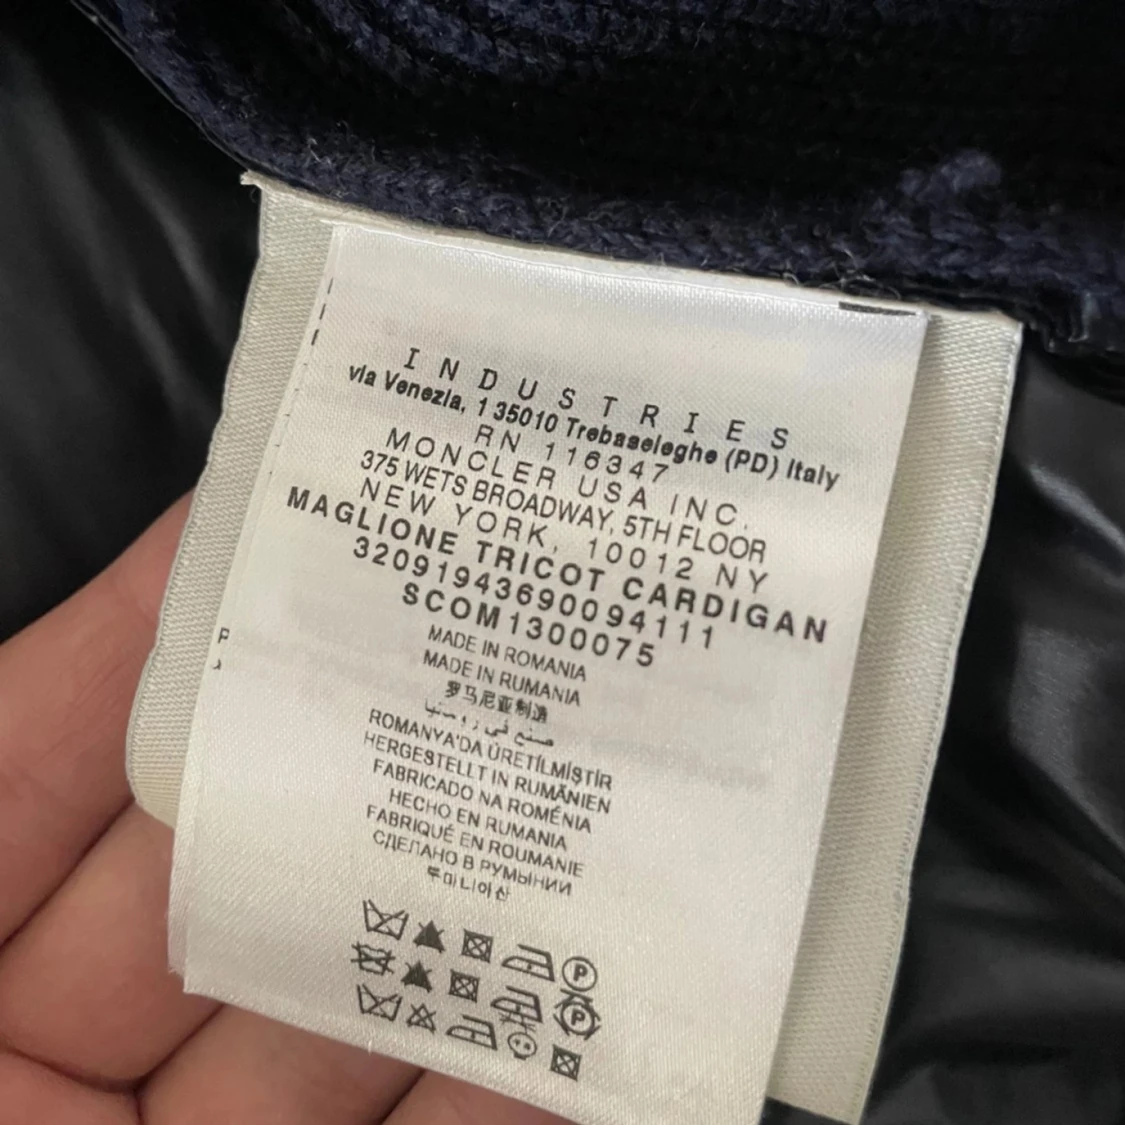 INDUSTRIES
via Venezia, 1 35010 Trebaseleghe (PD) Italy
RN 116347
MONCLER USA INC.
375 WETS BROADWAY, 5TH FLOOR
NEW YORK, 10012 NY
MAGLIONE TRICOT CARDIGAN
32091943690094111
SCOM1300075
MADE IN ROMANIA
MADE IN RUMANIA
罗马尼亚制造
صنع في رومانيا
ROMANYA'DA ÜRETİLMİŞTİR
HERGESTELLT IN RUMÄNIEN
FABRICADO NA ROMÉNIA
HECHO EN RUMANIA
FABRIQUÉ EN ROUMANIE
СДЕЛАНО В РУМЫНИИ
루마니아산
P
P
P